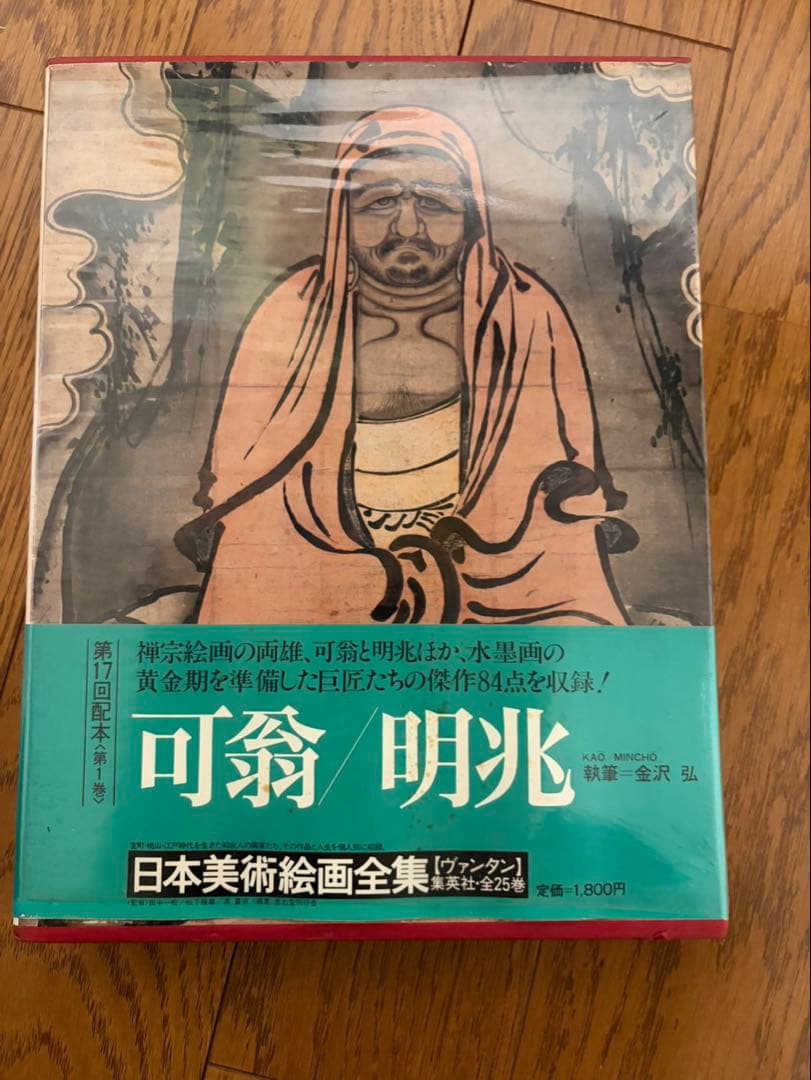 禅宗絵画の両雄、可翁と明兆ほか、水墨画の
黄金期を準備した巨匠たちの傑作84点を収録!
第17回配本〈第1巻〉
可翁/明兆
KAŌ/MINCHŌ
執筆=金沢 弘
日本美術絵画全集
【ヴァンタン】
集英社・全25巻
定価=1,800円